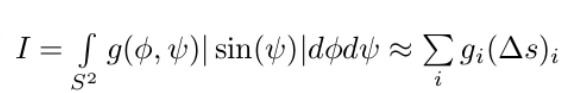 I = ∫_{S²} g(ϕ, ψ)| sin(ψ)|dϕdψ ≈ ∑_i g_i(Δs)_i